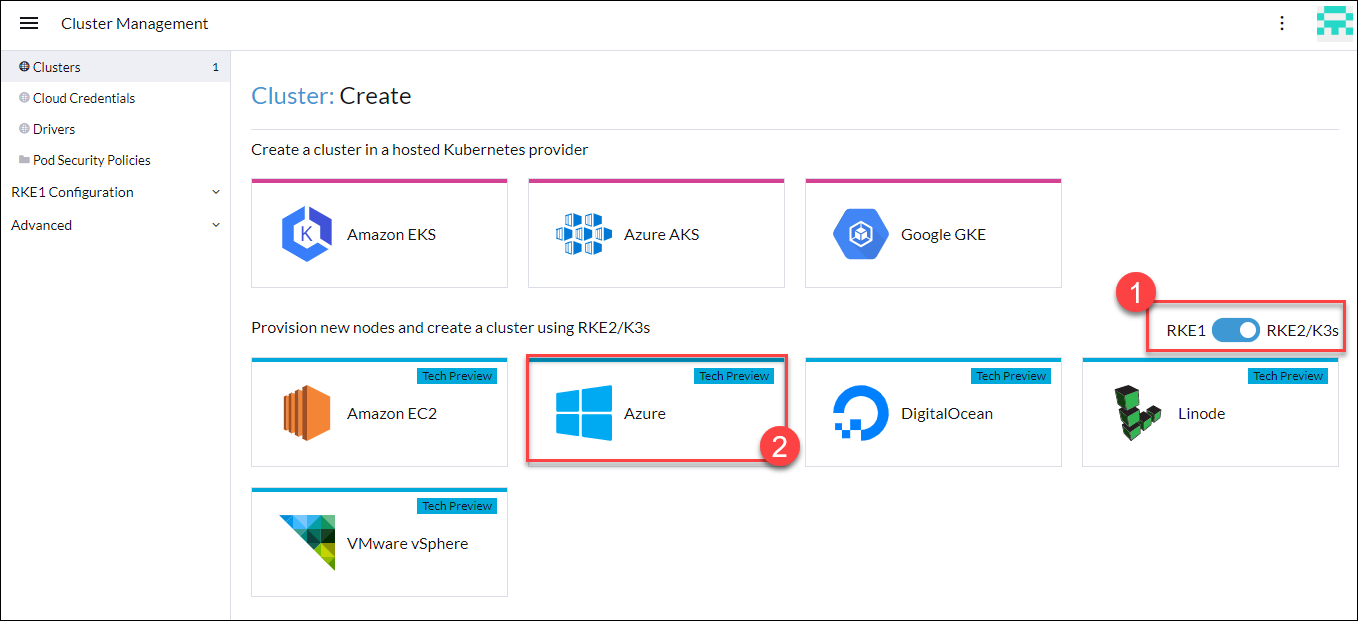 Cluster Management
Clusters 1
Cloud Credentials
Drivers
Pod Security Policies
RKE1 Configuration
Advanced
Cluster: Create
Create a cluster in a hosted Kubernetes provider
K
Amazon EKS
Azure AKS
Google GKE
1
Provision new nodes and create a cluster using RKE2/K3s
RKE1 RKE2/K3s
Tech Preview
Amazon EC2
Tech Preview
Azure
2
Tech Preview
DigitalOcean
Tech Preview
Linode
Tech Preview
VMware vSphere